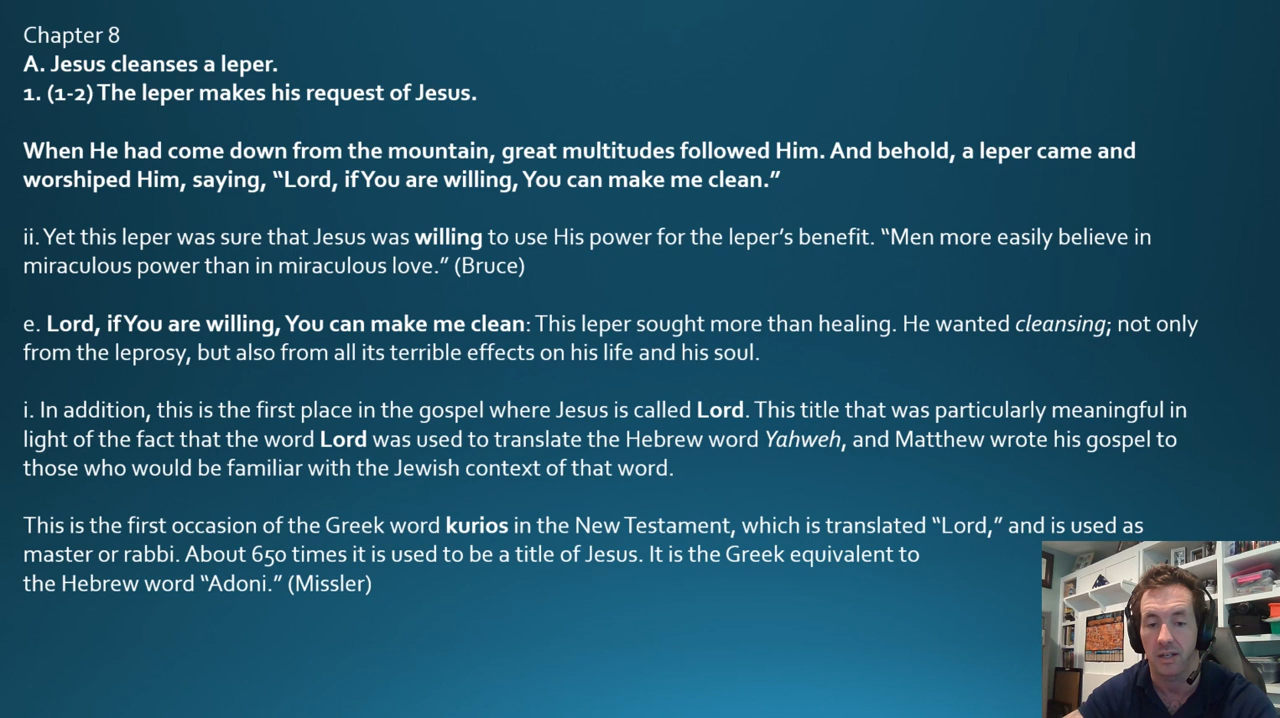 Chapter 8
A. Jesus cleanses a leper.
1. (1-2) The leper makes his request of Jesus.
When He had come down from the mountain, great multitudes followed Him. And behold, a leper came and
worshiped Him, saying, “Lord, if You are willing, You can make me clean.”
ii. Yet this leper was sure that Jesus was willing to use His power for the leper’s benefit. “Men more easily believe in
miraculous power than in miraculous love.” (Bruce)
e. Lord, if You are willing, You can make me clean: This leper sought more than healing. He wanted cleansing; not only
from the leprosy, but also from all its terrible effects on his life and his soul.
i. In addition, this is the first place in the gospel where Jesus is called Lord. This title that was particularly meaningful in
light of the fact that the word Lord was used to translate the Hebrew word Yahweh, and Matthew wrote his gospel to
those who would be familiar with the Jewish context of that word.
This is the first occasion of the Greek word kurios in the New Testament, which is translated “Lord,” and is used as
master or rabbi. About 650 times it is used to be a title of Jesus. It is the Greek equivalent to
the Hebrew word “Adoni.” (Missler)